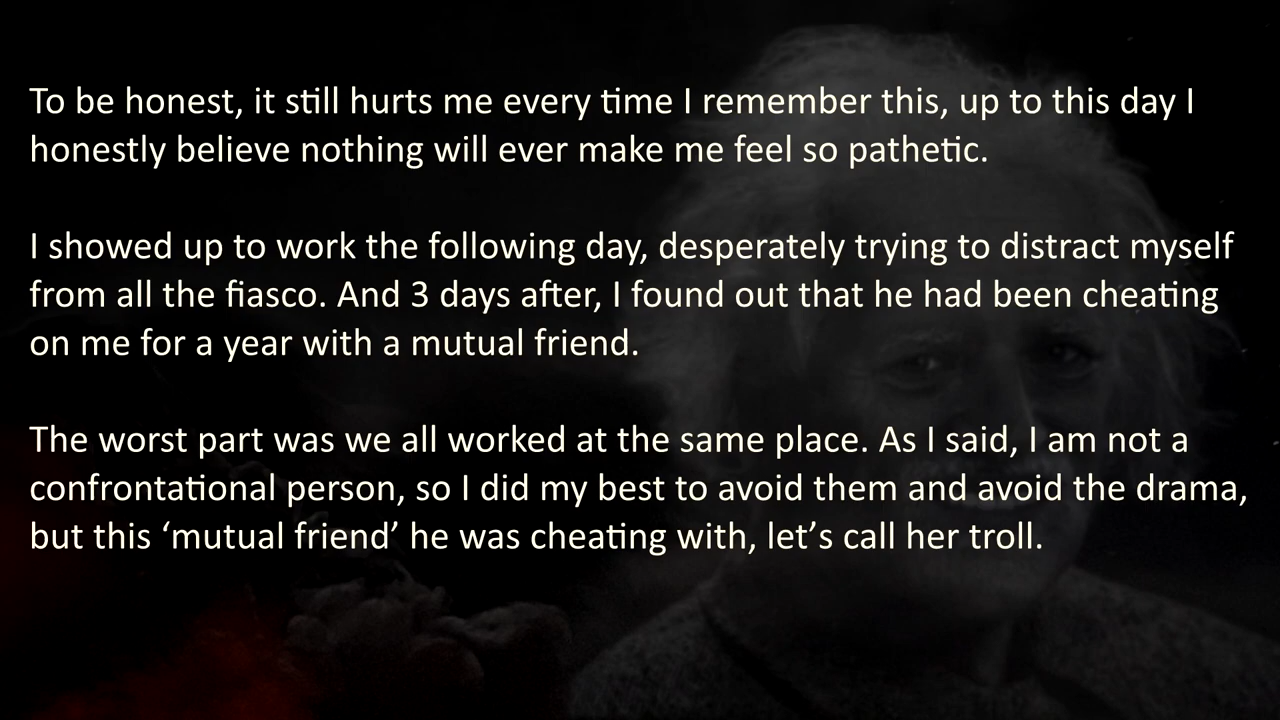 To be honest, it still hurts me every time I remember this, up to this day I
honestly believe nothing will ever make me feel so pathetic.
I showed up to work the following day, desperately trying to distract myself
from all the fiasco. And 3 days after, I found out that he had been cheating
on me for a year with a mutual friend.
The worst part was we all worked at the same place. As I said, I am not a
confrontational person, so I did my best to avoid them and avoid the drama,
but this ‘mutual friend’ he was cheating with, let’s call her troll.